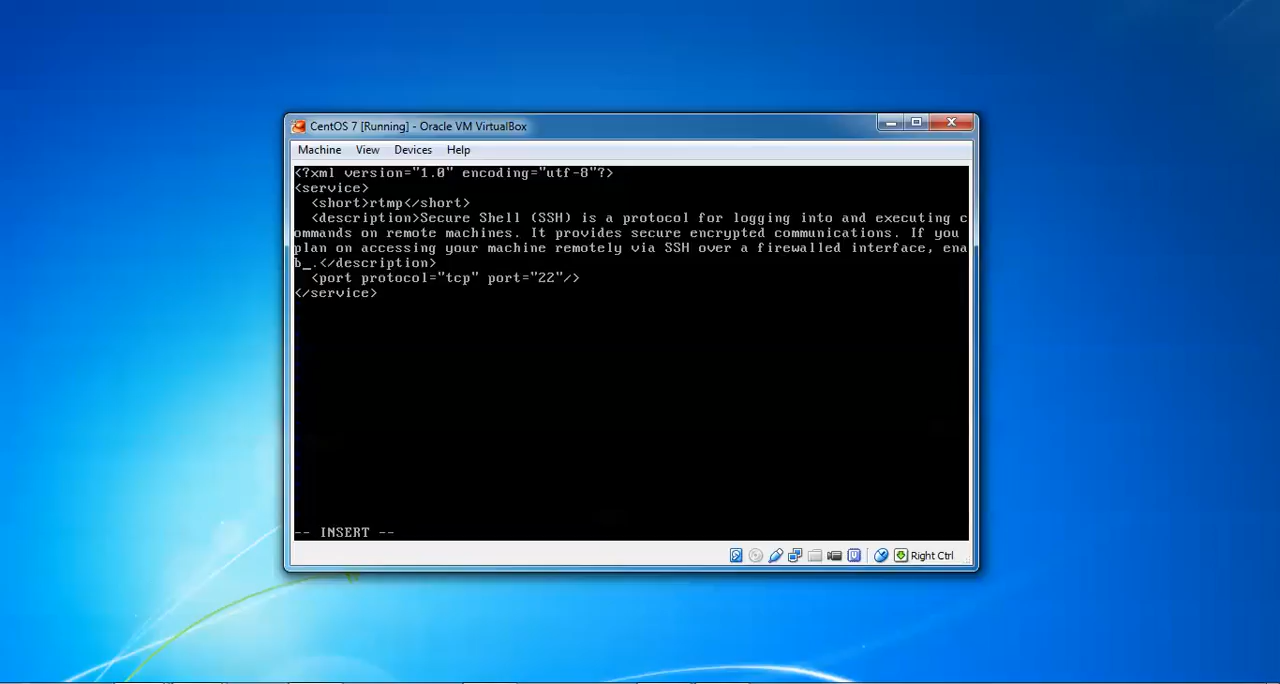 CentOS 7 [Running] - Oracle VM VirtualBox
Machine View Devices Help
<?xml version="1.0" encoding="utf-8"?>
<service>
  <short>rtmp</short>
  <description>Secure Shell (SSH) is a protocol for logging into and executing c
ommands on remote machines. It provides secure encrypted communications. If you
plan on accessing your machine remotely via SSH over a firewalled interface, ena
b_.</description>
  <port protocol="tcp" port="22"/>
</service>
-- INSERT --
Right Ctrl